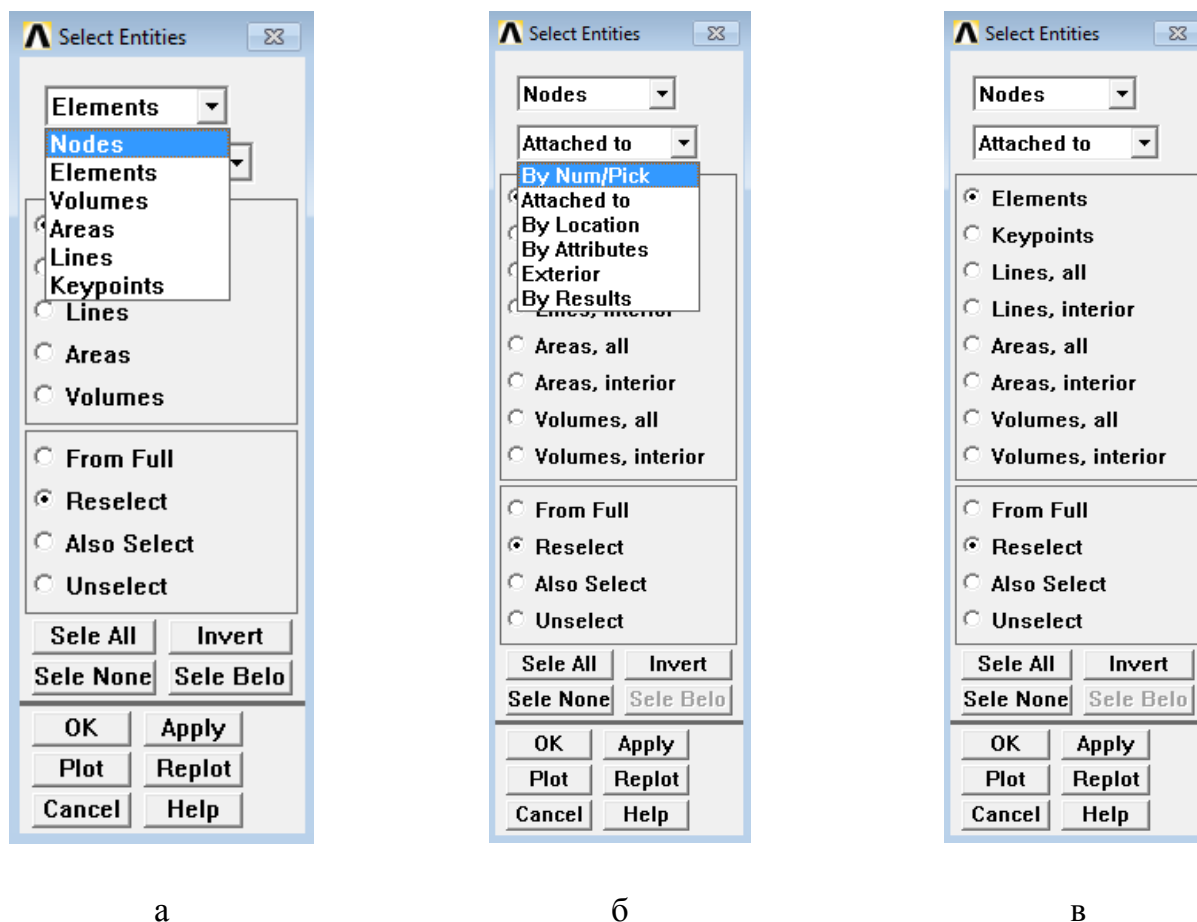 Select Entities
Elements
Nodes
Elements
Volumes
Areas
Lines
Keypoints
Lines
Areas
Volumes
From Full
Reselect
Also Select
Unselect
Sele All Invert
Sele None Sele Belo
OK Apply
Plot Replot
Cancel Help
а
Select Entities
Nodes
Attached to
By Num/Pick
Attached to
By Location
By Attributes
Exterior
By Results
Lines, interior
Areas, all
Areas, interior
Volumes, all
Volumes, interior
From Full
Reselect
Also Select
Unselect
Sele All Invert
Sele None Sele Belo
OK Apply
Plot Replot
Cancel Help
б
Select Entities
Nodes
Attached to
Elements
Keypoints
Lines, all
Lines, interior
Areas, all
Areas, interior
Volumes, all
Volumes, interior
From Full
Reselect
Also Select
Unselect
Sele All Invert
Sele None Sele Belo
OK Apply
Plot Replot
Cancel Help
в